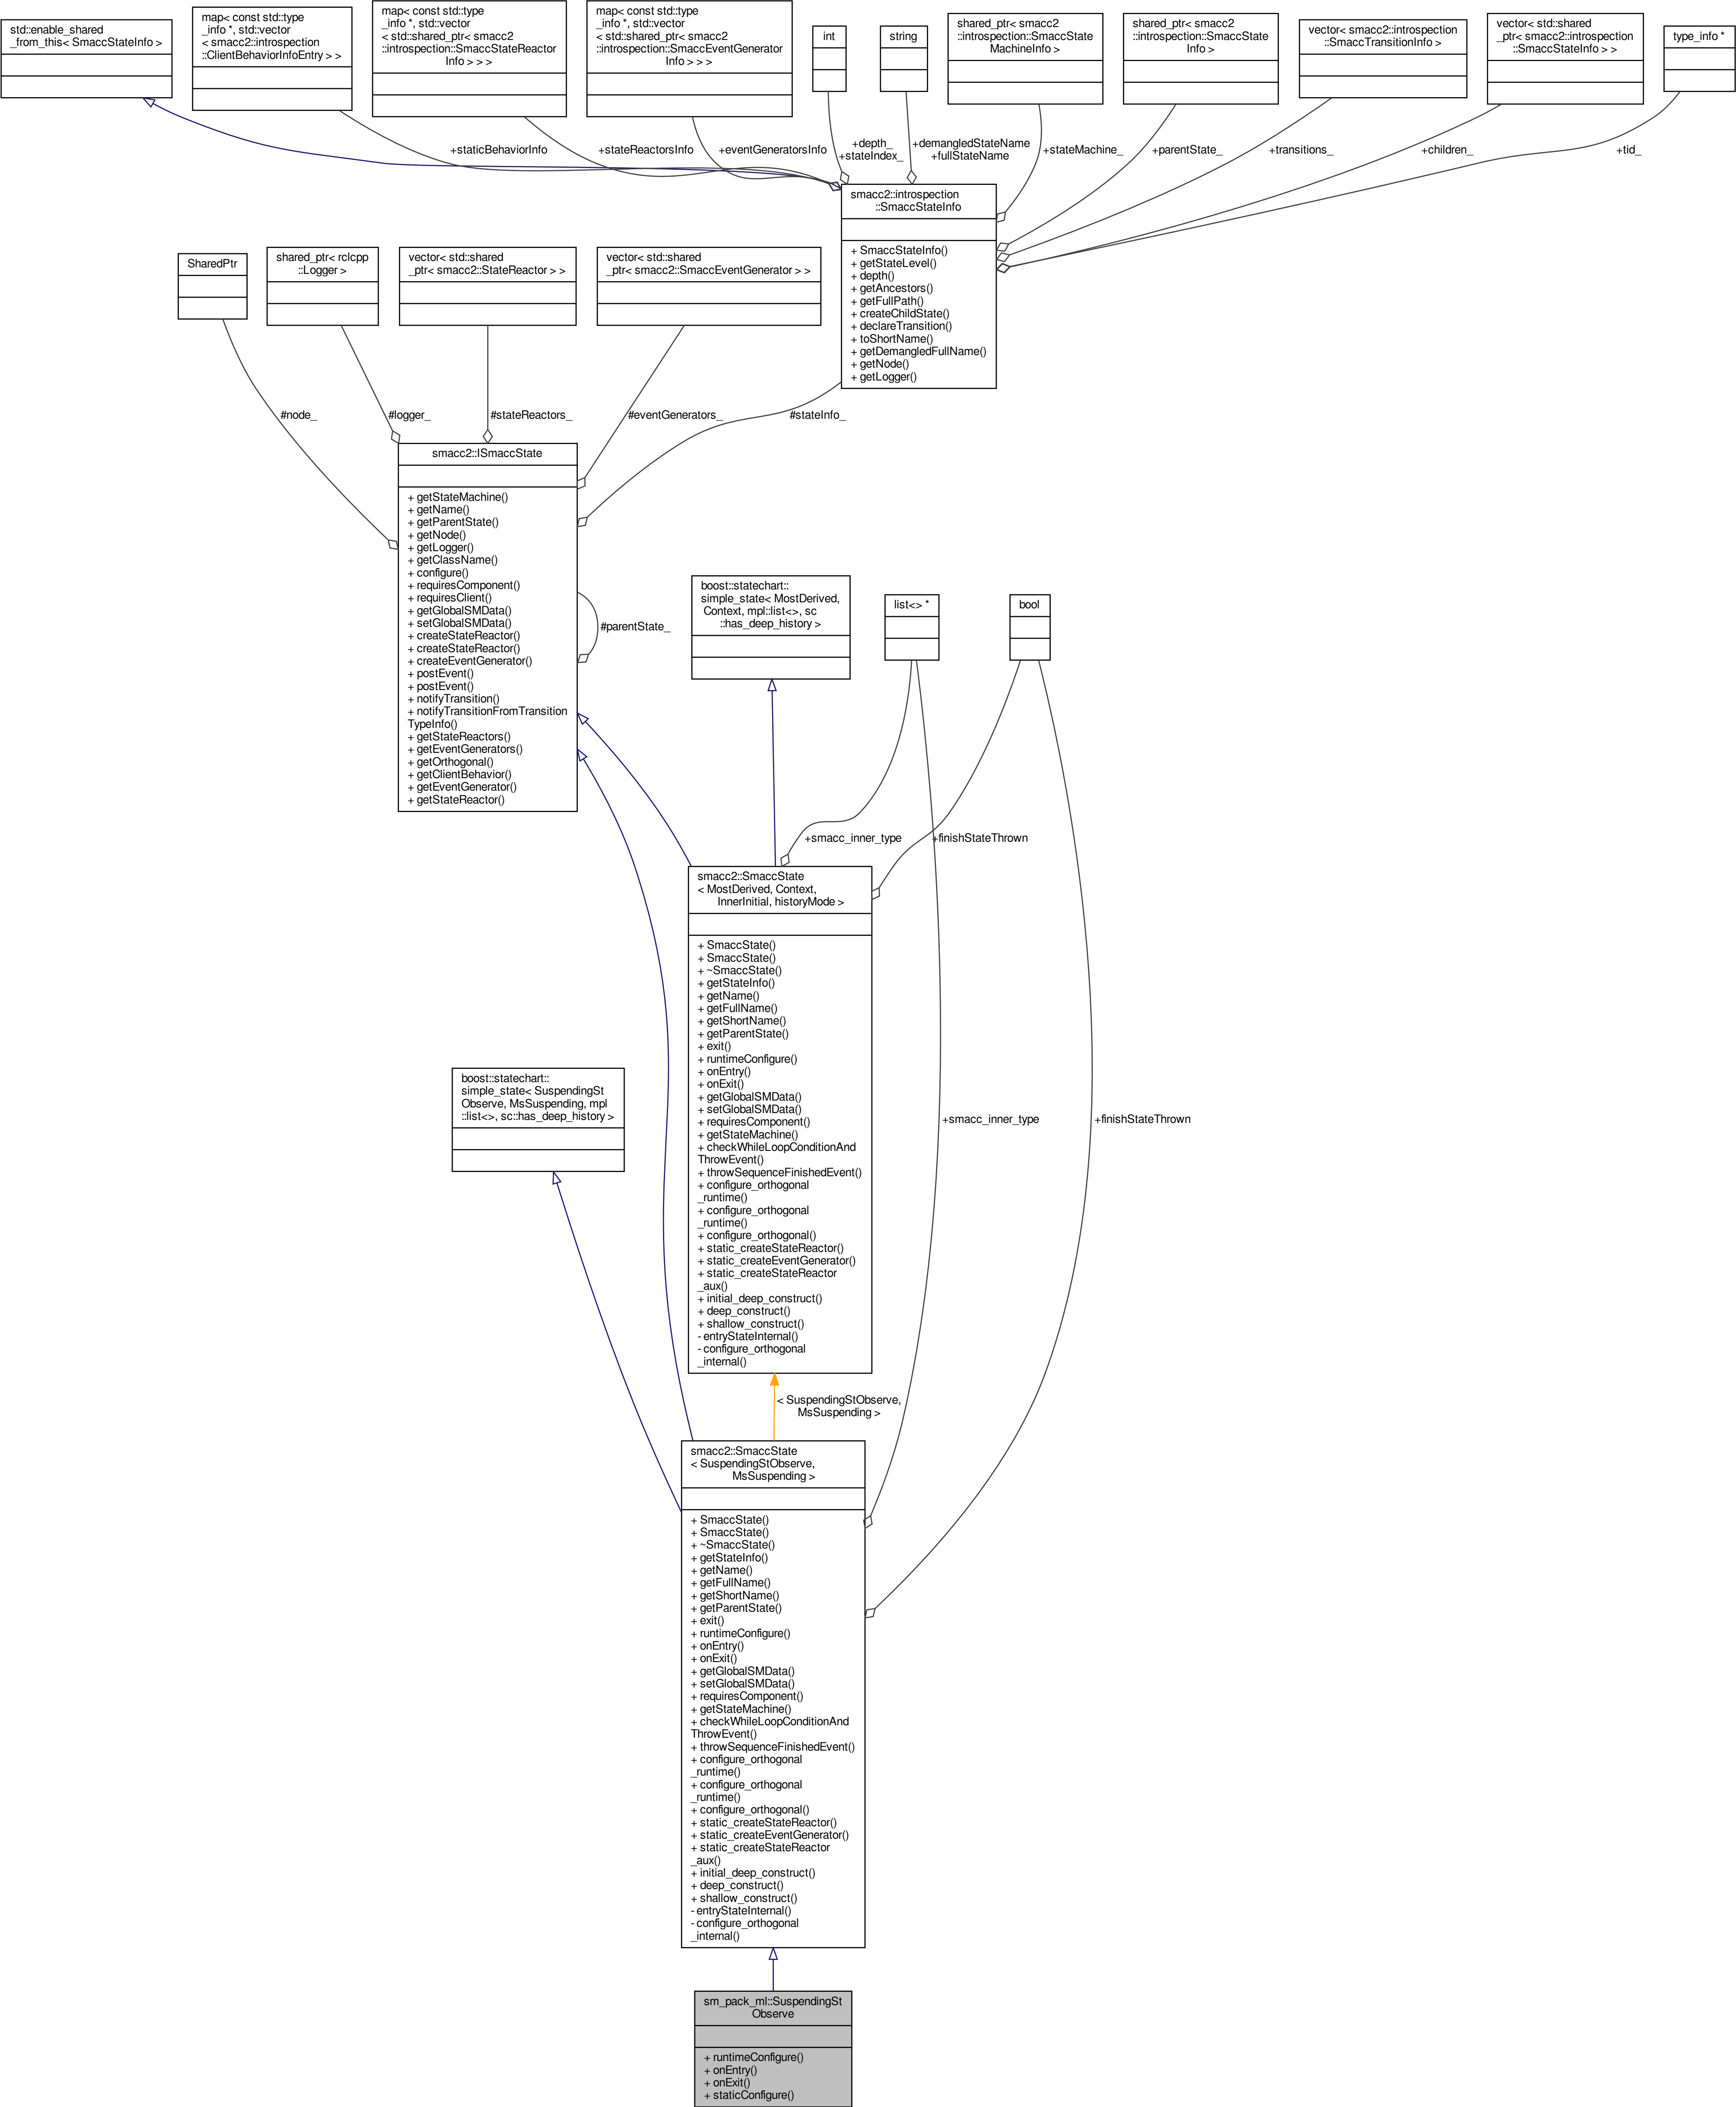 std::enable_shared
_from_this< SmaccStateInfo >
map< const std::type
_info *, std::vector
< smacc2::introspection
::ClientBehaviorInfoEntry > >
map< const std::type
_info *, std::vector
< std::shared_ptr< smacc2
::introspection::SmaccStateReactor
Info > > >
map< const std::type
_info *, std::vector
< std::shared_ptr< smacc2
::introspection::SmaccEventGenerator
Info > > >
int
string
shared_ptr< smacc2
::introspection::SmaccState
MachineInfo >
shared_ptr< smacc2
::introspection::SmaccState
Info >
vector< smacc2::introspection
::SmaccTransitionInfo >
vector< std::shared
_ptr< smacc2::introspection
::SmaccStateInfo > >
type_info *
+staticBehaviorInfo
+stateReactorsInfo
+eventGeneratorsInfo
+depth_
+stateIndex_
+demangledStateName
+fullStateName
+stateMachine_
+parentState_
+transitions_
+children_
+tid_
smacc2::introspection
::SmaccStateInfo
+ SmaccStateInfo()
+ getStateLevel()
+ depth()
+ getAncestors()
+ getFullPath()
+ createChildState()
+ declareTransition()
+ toShortName()
+ getDemangledFullName()
+ getNode()
+ getLogger()
SharedPtr
shared_ptr< rclcpp
::Logger >
vector< std::shared
_ptr< smacc2::StateReactor > >
vector< std::shared
_ptr< smacc2::SmaccEventGenerator > >
#node_
#logger_
#stateReactors_
#eventGenerators_
#stateInfo_
smacc2::ISmaccState
+ getStateMachine()
+ getName()
+ getParentState()
+ getNode()
+ getLogger()
+ getClassName()
+ configure()
+ requiresComponent()
+ requiresClient()
+ getGlobalSMData()
+ setGlobalSMData()
+ createStateReactor()
+ createStateReactor()
+ createEventGenerator()
+ postEvent()
+ postEvent()
+ notifyTransition()
+ notifyTransitionFromTransition
TypeInfo()
+ getStateReactors()
+ getEventGenerators()
+ getOrthogonal()
+ getClientBehavior()
+ getEventGenerator()
+ getStateReactor()
#parentState_
boost::statechart::
simple_state< MostDerived,
Context, mpl::list<>, sc
::has_deep_history >
list<> *
bool
+smacc_inner_type
+finishStateThrown
smacc2::SmaccState
< MostDerived, Context,
InnerInitial, historyMode >
+ SmaccState()
+ SmaccState()
+ ~SmaccState()
+ getStateInfo()
+ getName()
+ getFullName()
+ getShortName()
+ getParentState()
+ exit()
+ runtimeConfigure()
+ onEntry()
+ onExit()
+ getGlobalSMData()
+ setGlobalSMData()
+ requiresComponent()
+ getStateMachine()
+ checkWhileLoopConditionAnd
ThrowEvent()
+ throwSequenceFinishedEvent()
+ configure_orthogonal
_runtime()
+ configure_orthogonal
_runtime()
+ configure_orthogonal()
+ static_createStateReactor()
+ static_createEventGenerator()
+ static_createStateReactor
_aux()
+ initial_deep_construct()
+ deep_construct()
+ shallow_construct()
- entryStateInternal()
- configure_orthogonal
_internal()
boost::statechart::
simple_state< SuspendingSt
Observe, MsSuspending, mpl
::list<>, sc::has_deep_history >
+smacc_inner_type
+finishStateThrown
< SuspendingStObserve,
MsSuspending >
smacc2::SmaccState
< SuspendingStObserve,
MsSuspending >
+ SmaccState()
+ SmaccState()
+ ~SmaccState()
+ getStateInfo()
+ getName()
+ getFullName()
+ getShortName()
+ getParentState()
+ exit()
+ runtimeConfigure()
+ onEntry()
+ onExit()
+ getGlobalSMData()
+ setGlobalSMData()
+ requiresComponent()
+ getStateMachine()
+ checkWhileLoopConditionAnd
ThrowEvent()
+ throwSequenceFinishedEvent()
+ configure_orthogonal
_runtime()
+ configure_orthogonal
_runtime()
+ configure_orthogonal()
+ static_createStateReactor()
+ static_createEventGenerator()
+ static_createStateReactor
_aux()
+ initial_deep_construct()
+ deep_construct()
+ shallow_construct()
- entryStateInternal()
- configure_orthogonal
_internal()
sm_pack_ml::SuspendingSt
Observe
+ runtimeConfigure()
+ onEntry()
+ onExit()
+ staticConfigure()